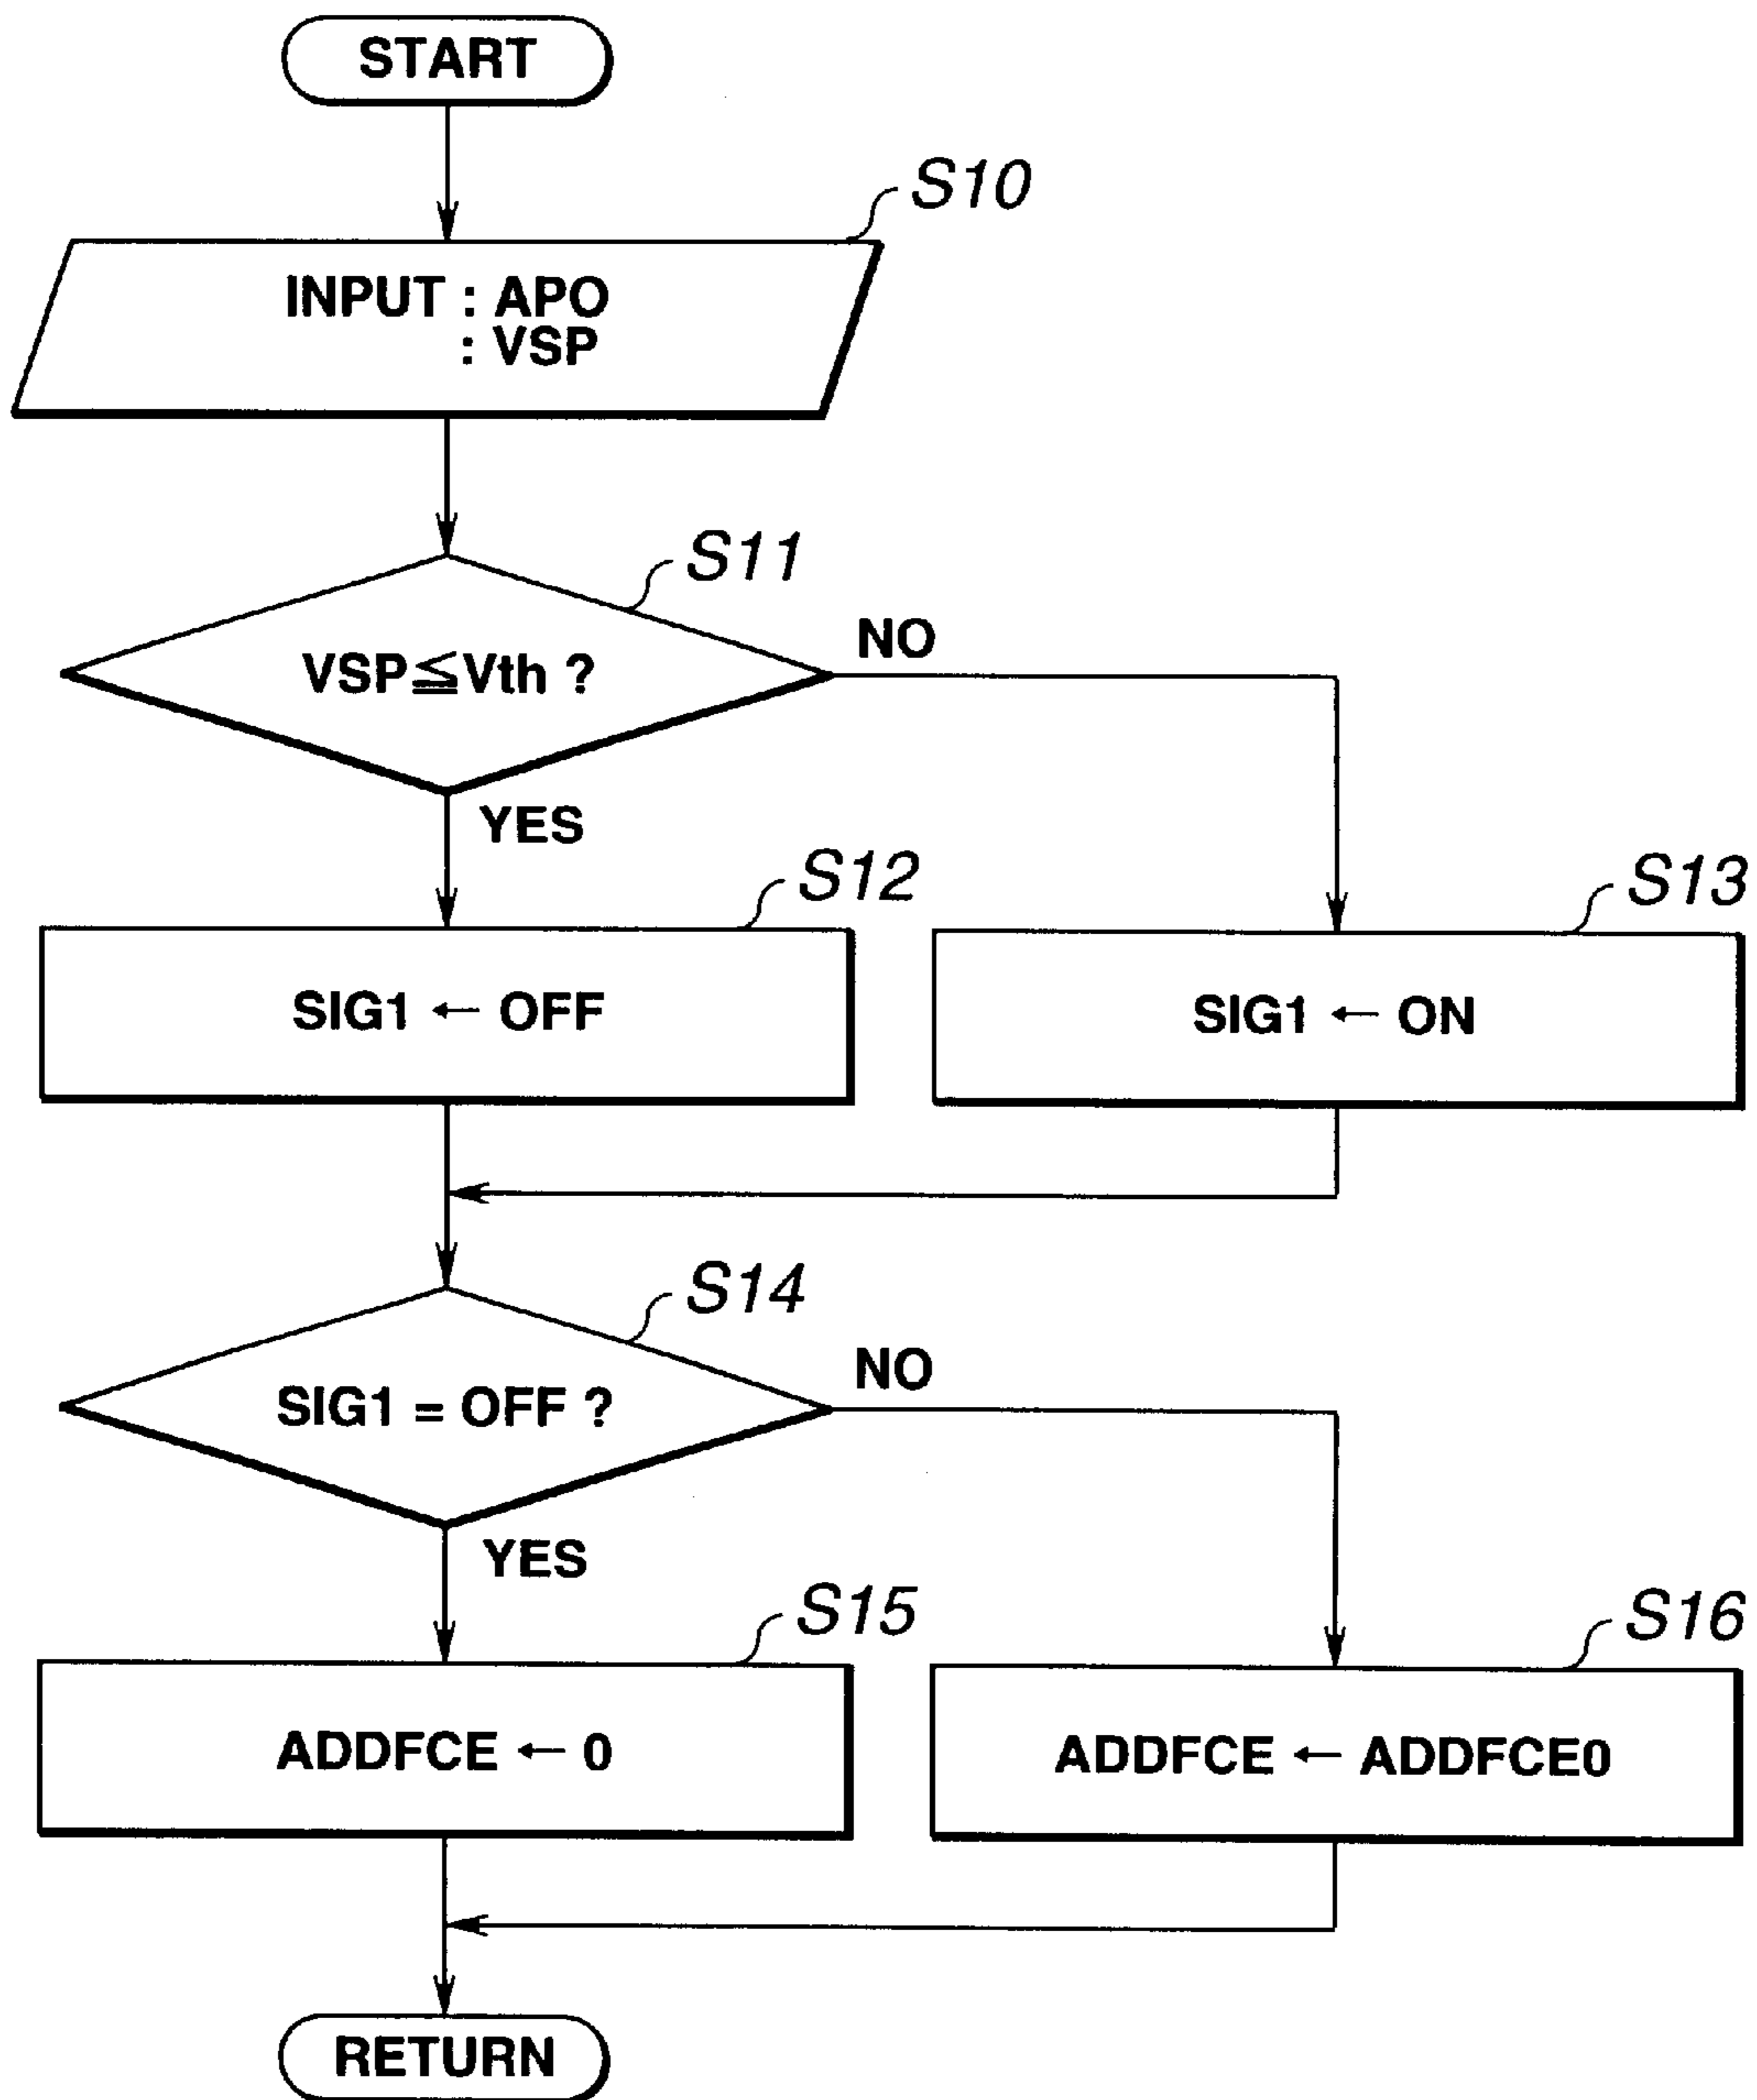 START
S10
INPUT : APO
: VSP
S11
VSP≦Vth ?
NO
YES
S12
S13
SIG1 ← OFF
SIG1 ← ON
S14
SIG1 = OFF ?
NO
YES
S15
S16
ADDFCE ← 0
ADDFCE ← ADDFCE0
RETURN